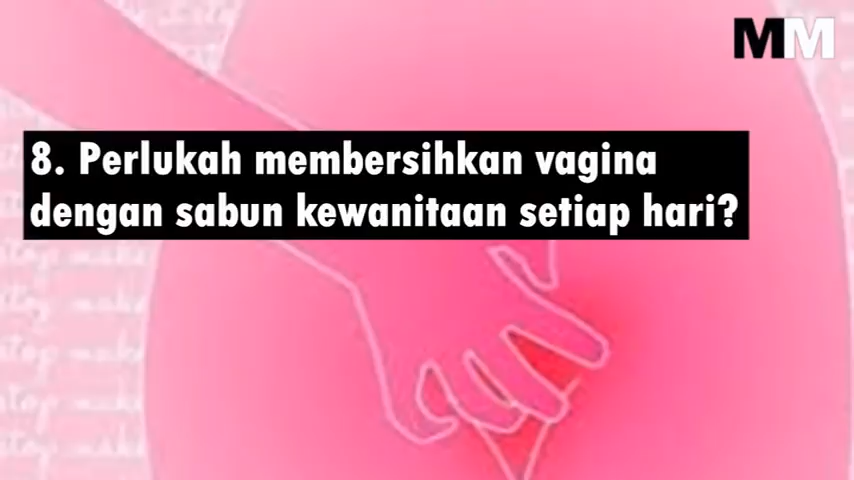 MM
8. Perlukah membersihkan vagina
dengan sabun kewanitaan setiap hari?